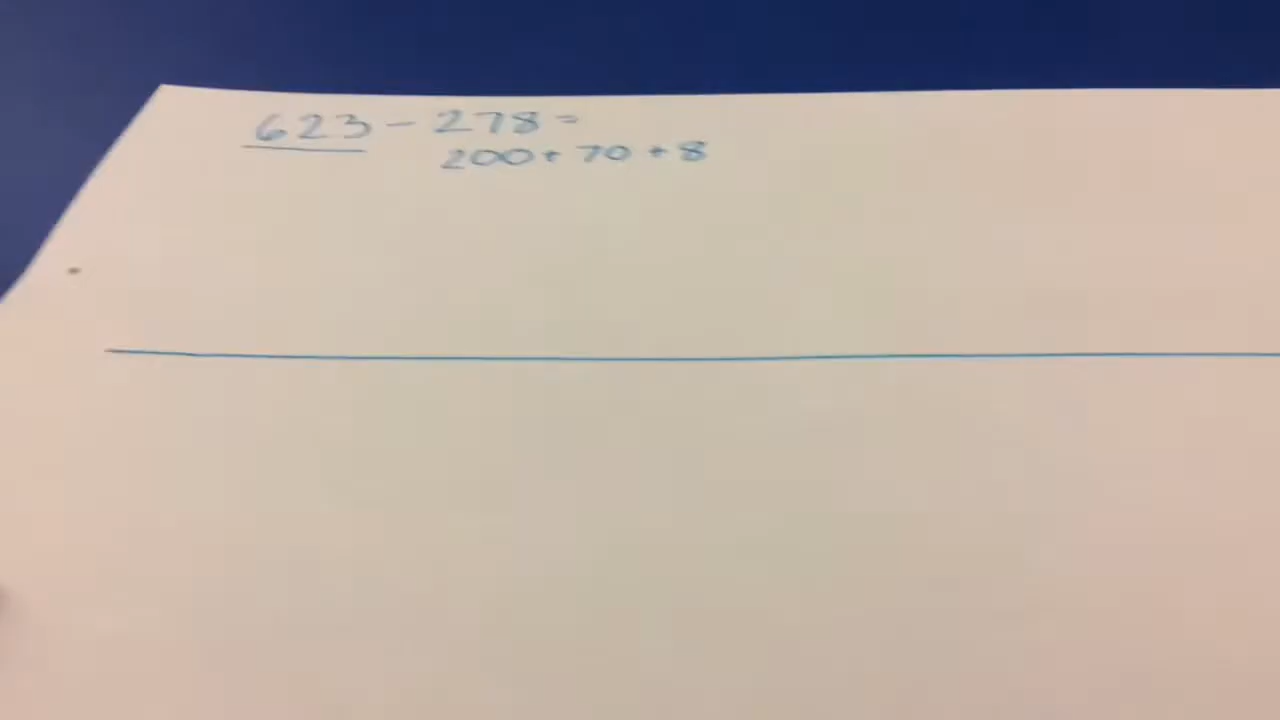 623 - 278 =
200 + 70 + 8